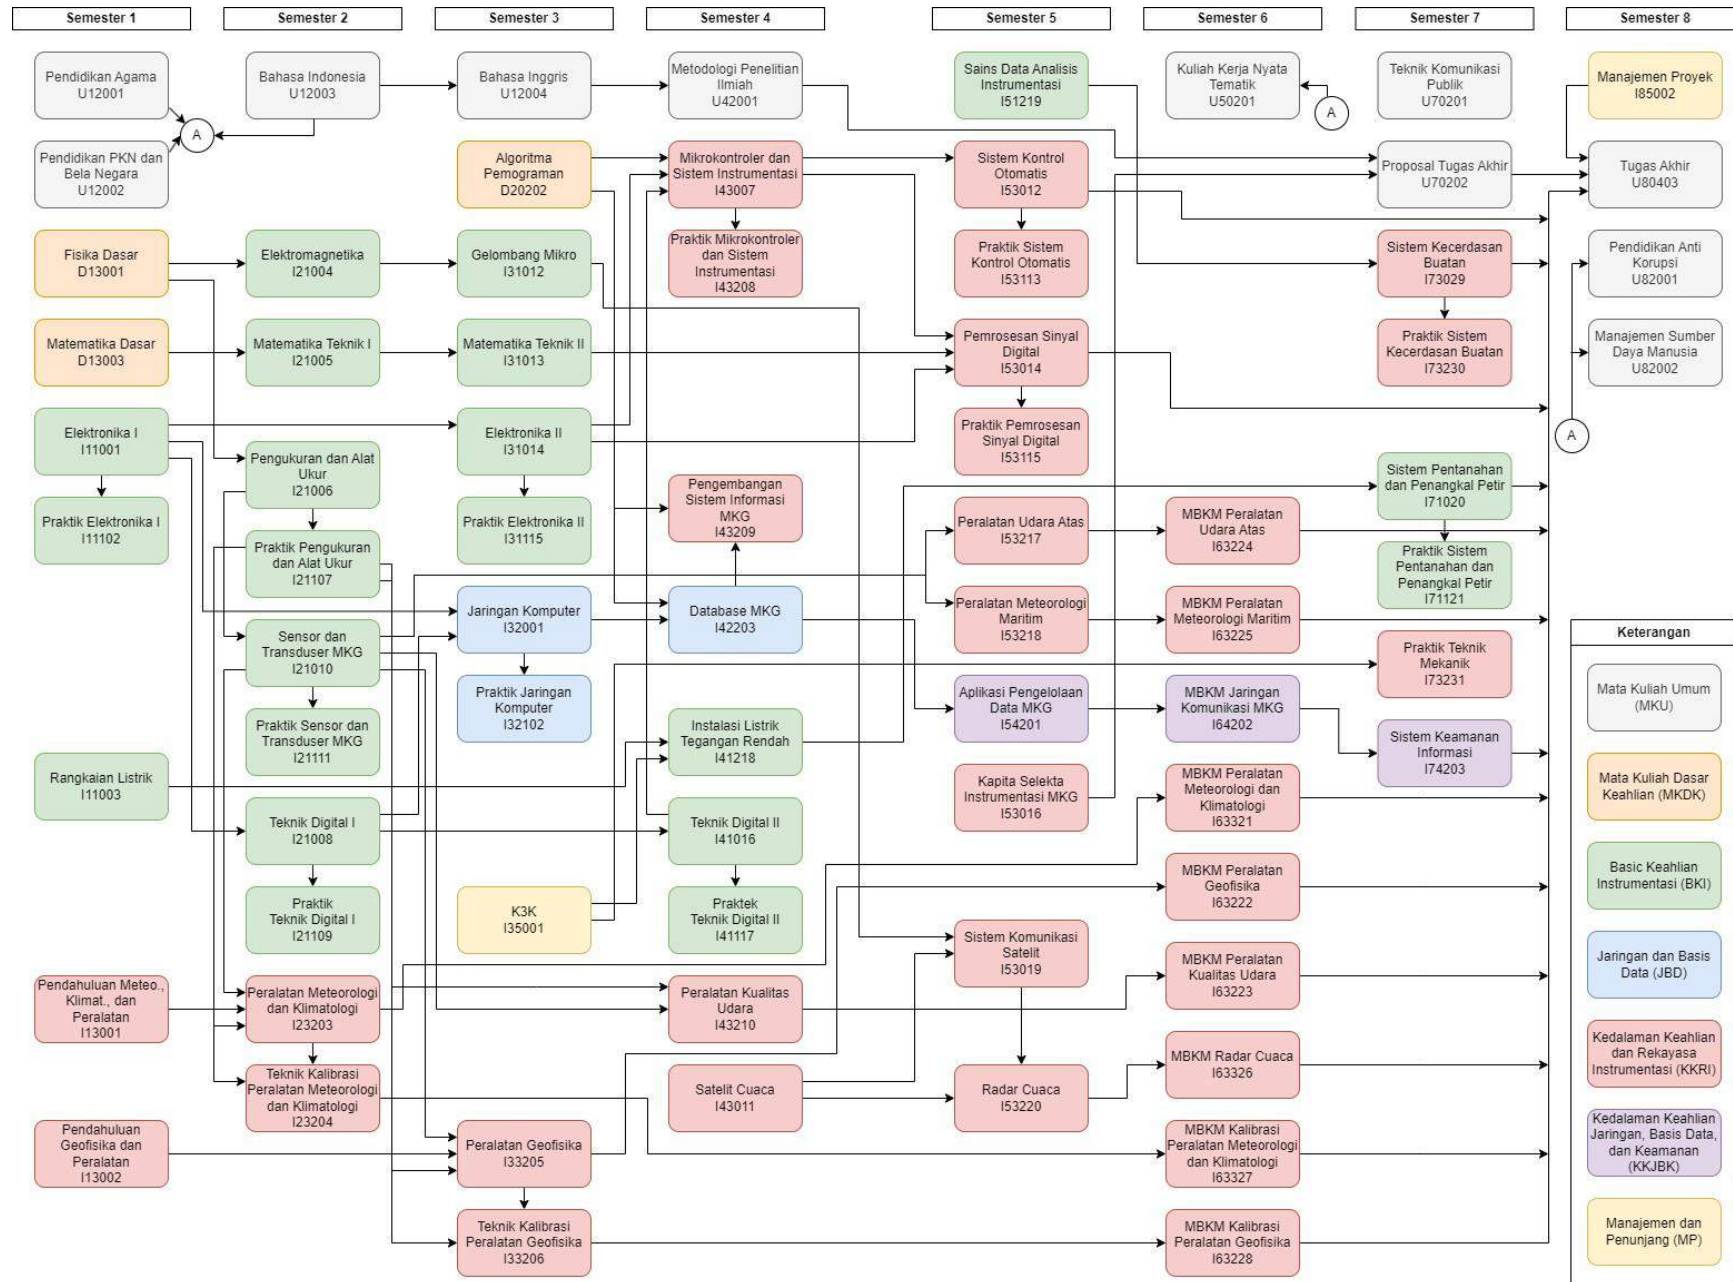 Semester 1
Semester 2
Semester 3
Semester 4
Semester 5
Semester 6
Semester 7
Semester 8
Pendidikan Agama
U12001
Pendidikan PKN dan
Bela Negara
U12002
Fisika Dasar
D13001
Matematika Dasar
D13003
Elektronika I
I11001
Praktik Elektronika I
I11102
Rangkaian Listrik
I11003
Pendahuluan Meteo.,
Klimat., dan
Peralatan
I13001
Pendahuluan
Geofisika dan
Peralatan
I13002
Bahasa Indonesia
U12003
A
Elektromagnetika
I21004
Matematika Teknik I
I21005
Pengukuran dan Alat
Ukur
I21006
Praktik Pengukuran
dan Alat Ukur
I21107
Sensor dan
Transduser MKG
I21010
Praktik Sensor dan
Transduser MKG
I21111
Teknik Digital I
I21008
Praktik
Teknik Digital I
I21109
Peralatan Meteorologi
dan Klimatologi
I23203
Teknik Kalibrasi
Peralatan Meteorologi
dan Klimatologi
I23204
Bahasa Inggris
U12004
Algoritma
Pemograman
D20202
Gelombang Mikro
I31012
Matematika Teknik II
I31013
Elektronika II
I31014
Praktik Elektronika II
I31115
Jaringan Komputer
I32001
Praktik Jaringan
Komputer
I32102
K3K
I35001
Peralatan Geofisika
I33205
Teknik Kalibrasi
Peralatan Geofisika
I33206
Metodologi Penelitian
Ilmiah
U42001
Mikrokontroler dan
Sistem Instrumentasi
I43007
Praktik Mikrokontroler
dan Sistem
Instrumentasi
I43208
Pengembangan
Sistem Informasi
MKG
I43209
Database MKG
I42203
Instalasi Listrik
Tegangan Rendah
I41218
Teknik Digital II
I41016
Praktek
Teknik Digital II
I41117
Peralatan Kualitas
Udara
I43210
Satelit Cuaca
I43011
Sains Data Analisis
Instrumentasi
I51219
Sistem Kontrol
Otomatis
I53012
Praktik Sistem
Kontrol Otomatis
I53113
Pemrosesan Sinyal
Digital
I53014
Praktik Pemrosesan
Sinyal Digital
I53115
Peralatan Udara Atas
I53217
Peralatan Meteorologi
Maritim
I53218
Aplikasi Pengelolaan
Data MKG
I54201
Kapita Selekta
Instrumentasi MKG
I53016
Sistem Komunikasi
Satelit
I53019
Radar Cuaca
I53220
Kuliah Kerja Nyata
Tematik
U50201
A
MBKM Peralatan
Udara Atas
I63224
MBKM Peralatan
Meteorologi Maritim
I63225
MBKM Jaringan
Komunikasi MKG
I64202
MBKM Peralatan
Meteorologi dan
Klimatologi
I63321
MBKM Peralatan
Geofisika
I63222
MBKM Peralatan
Kualitas Udara
I63223
MBKM Radar Cuaca
I63326
MBKM Kalibrasi
Peralatan Meteorologi
dan Klimatologi
I63327
MBKM Kalibrasi
Peralatan Geofisika
I63228
Teknik Komunikasi
Publik
U70201
Proposal Tugas Akhir
U70202
Sistem Kecerdasan
Buatan
I73029
Praktik Sistem
Kecerdasan Buatan
I73230
Sistem Pentanahan
dan Penangkal Petir
I71020
Praktik Sistem
Pentanahan dan
Penangkal Petir
I71121
Praktik Teknik
Mekanik
I73231
Sistem Keamanan
Informasi
I74203
Manajemen Proyek
I85002
Tugas Akhir
U80403
Pendidikan Anti
Korupsi
U82001
Manajemen Sumber
Daya Manusia
U82002
A
Keterangan
Mata Kuliah Umum
(MKU)
Mata Kuliah Dasar
Keahlian (MKDK)
Basic Keahlian
Instrumentasi (BKI)
Jaringan dan Basis
Data (JBD)
Kedalaman Keahlian
dan Rekayasa
Instrumentasi (KKRI)
Kedalaman Keahlian
Jaringan, Basis Data,
dan Keamanan
(KKJBK)
Manajemen dan
Penunjang (MP)